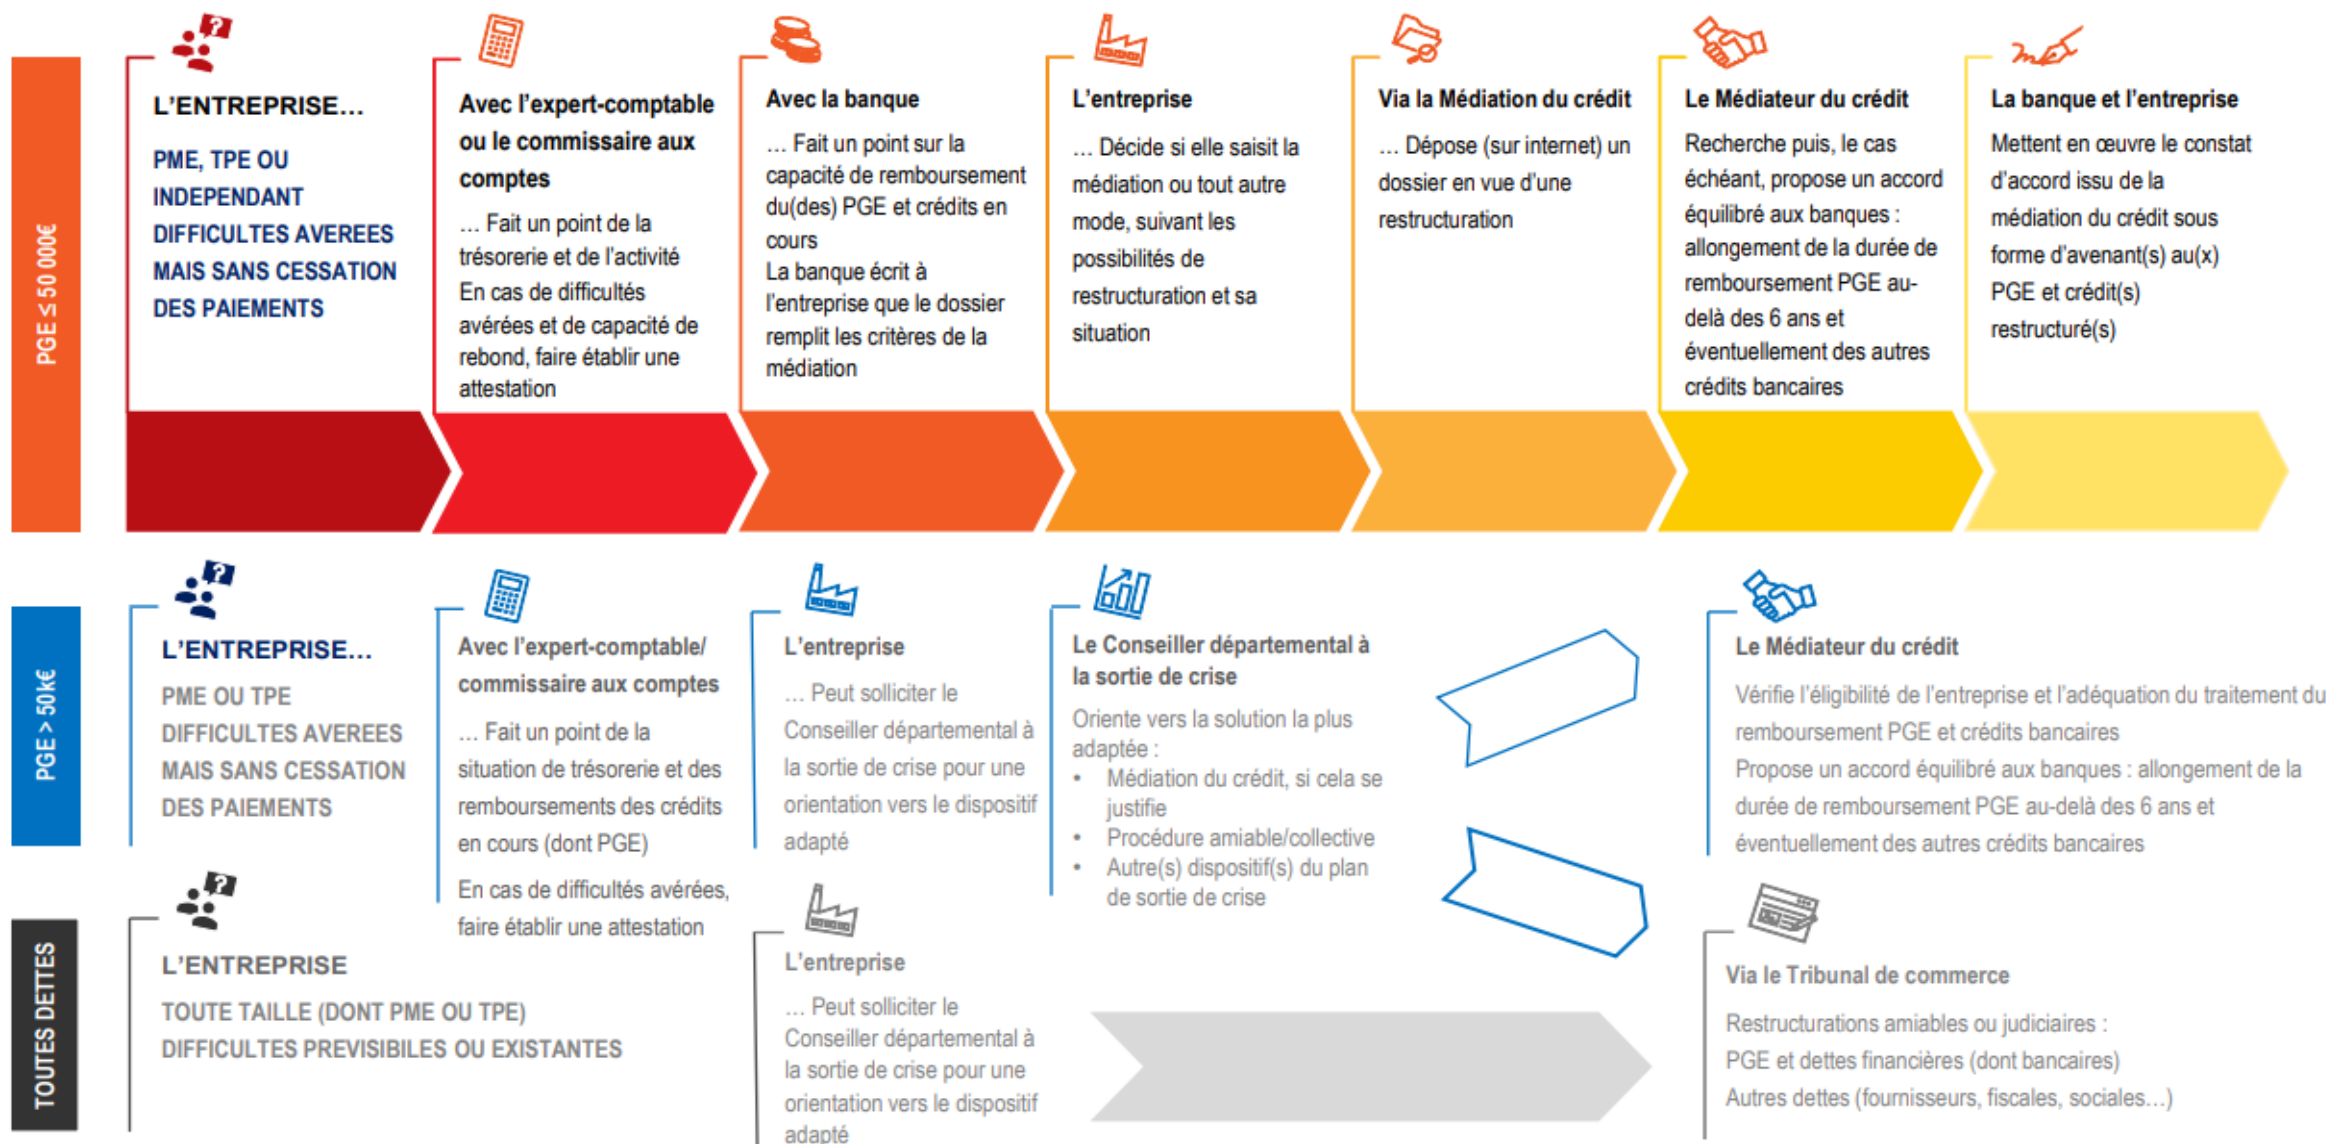 PGE ≤ 50 000€
L'ENTREPRISE…
PME, TPE OU
INDEPENDANT
DIFFICULTES AVEREES
MAIS SANS CESSATION
DES PAIEMENTS
Avec l'expert-comptable
ou le commissaire aux
comptes
… Fait un point de la
trésorerie et de l'activité
En cas de difficultés
avérées et de capacité de
rebond, faire établir une
attestation
Avec la banque
… Fait un point sur la
capacité de remboursement
du(des) PGE et crédits en
cours
La banque écrit à
l'entreprise que le dossier
remplit les critères de la
médiation
L'entreprise
… Décide si elle saisit la
médiation ou tout autre
mode, suivant les
possibilités de
restructuration et sa
situation
Via la Médiation du crédit
… Dépose (sur internet) un
dossier en vue d'une
restructuration
Le Médiateur du crédit
Recherche puis, le cas
échéant, propose un accord
équilibré aux banques :
allongement de la durée de
remboursement PGE au-
delà des 6 ans et
éventuellement des autres
crédits bancaires
La banque et l'entreprise
Mettent en œuvre le constat
d'accord issu de la
médiation du crédit sous
forme d'avenant(s) au(x)
PGE et crédit(s)
restructuré(s)
PGE > 50k€
L'ENTREPRISE…
PME OU TPE
DIFFICULTES AVEREES
MAIS SANS CESSATION
DES PAIEMENTS
Avec l'expert-comptable/
commissaire aux comptes
… Fait un point de la
situation de trésorerie et des
remboursements des crédits
en cours (dont PGE)
En cas de difficultés avérées,
faire établir une attestation
L'entreprise
… Peut solliciter le
Conseiller départemental à
la sortie de crise pour une
orientation vers le dispositif
adapté
Le Conseiller départemental à
la sortie de crise
Oriente vers la solution la plus
adaptée :
• Médiation du crédit, si cela se
justifie
• Procédure amiable/collective
• Autre(s) dispositif(s) du plan
de sortie de crise
Le Médiateur du crédit
Vérifie l'éligibilité de l'entreprise et l'adéquation du traitement du
remboursement PGE et crédits bancaires
Propose un accord équilibré aux banques : allongement de la
durée de remboursement PGE au-delà des 6 ans et
éventuellement des autres crédits bancaires
TOUTES DETTES
L'ENTREPRISE
TOUTE TAILLE (DONT PME OU TPE)
DIFFICULTES PREVISIBILES OU EXISTANTES
L'entreprise
… Peut solliciter le
Conseiller départemental à
la sortie de crise pour une
orientation vers le dispositif
adapté
Via le Tribunal de commerce
Restructurations amiables ou judiciaires :
PGE et dettes financières (dont bancaires)
Autres dettes (fournisseurs, fiscales, sociales…)